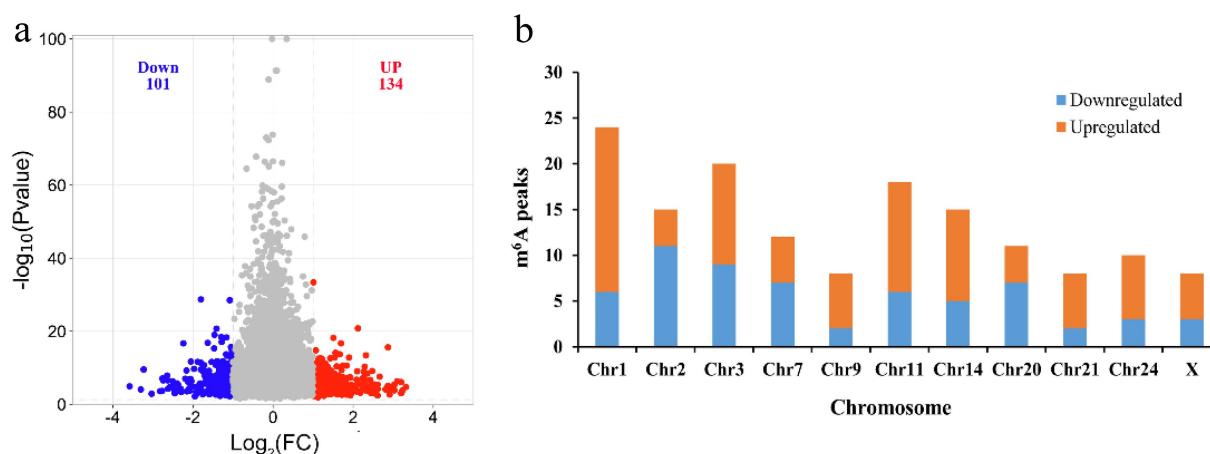 a
Down
101
UP
134
100
80
60
40
20
0
-log10(Pvalue)
-4
-2
0
2
4
Log2(FC)
b
30
25
20
15
10
5
0
m⁶A peaks
Downregulated
Upregulated
Chr1 Chr2 Chr3 Chr7 Chr9 Chr11 Chr14 Chr20 Chr21 Chr24 X
Chromosome